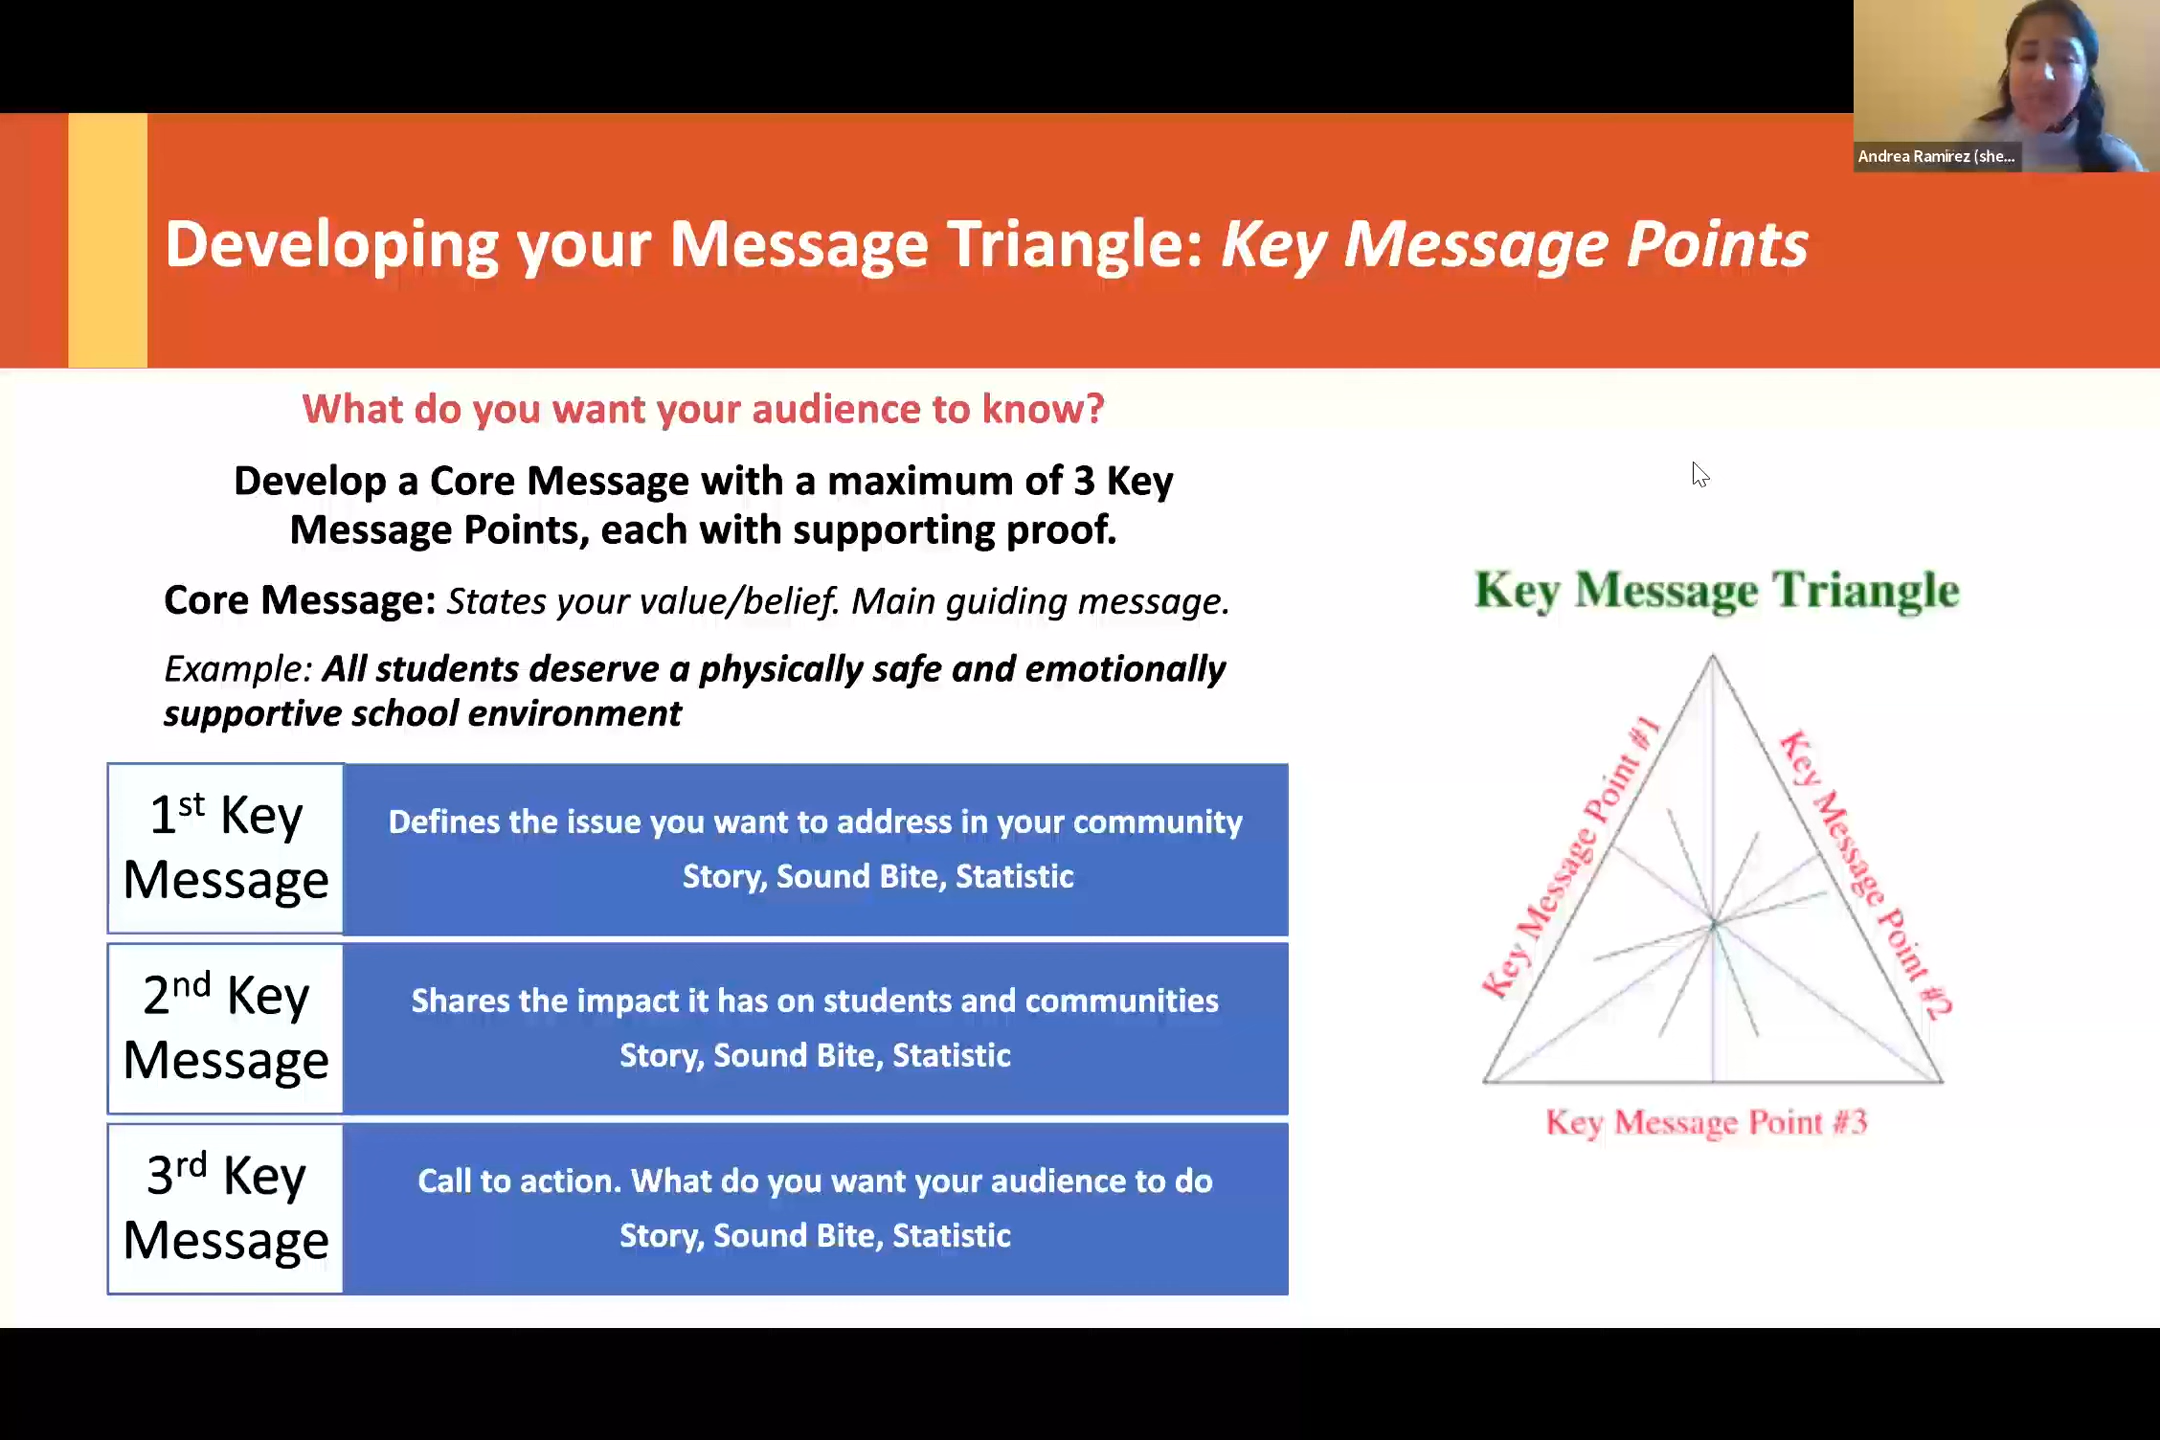 Andrea Ramirez (she...
Developing your Message Triangle: Key Message Points
What do you want your audience to know?
Develop a Core Message with a maximum of 3 Key
Message Points, each with supporting proof.
Core Message: States your value/belief. Main guiding message.
Example: All students deserve a physically safe and emotionally
supportive school environment
1st Key
Message
Defines the issue you want to address in your community
Story, Sound Bite, Statistic
2nd Key
Message
Shares the impact it has on students and communities
Story, Sound Bite, Statistic
3rd Key
Message
Call to action. What do you want your audience to do
Story, Sound Bite, Statistic
Key Message Triangle
Key Message Point #1
Key Message Point #2
Key Message Point #3